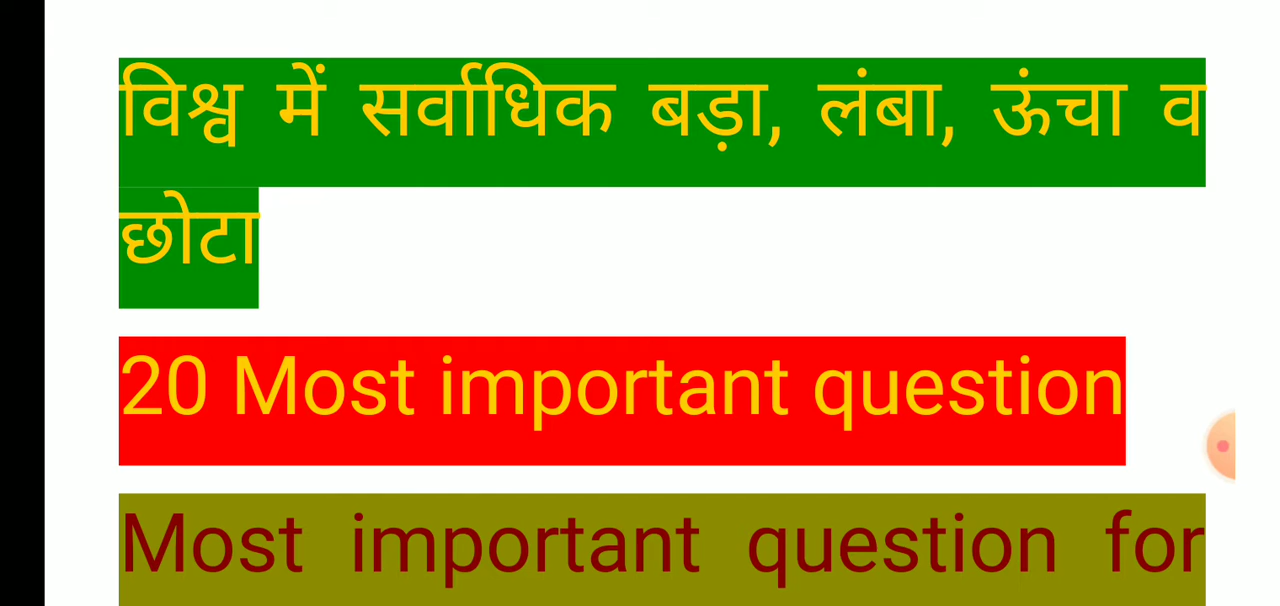 विश्व में सर्वाधिक बड़ा, लंबा, ऊंचा व
छोटा
20 Most important question
Most important question for